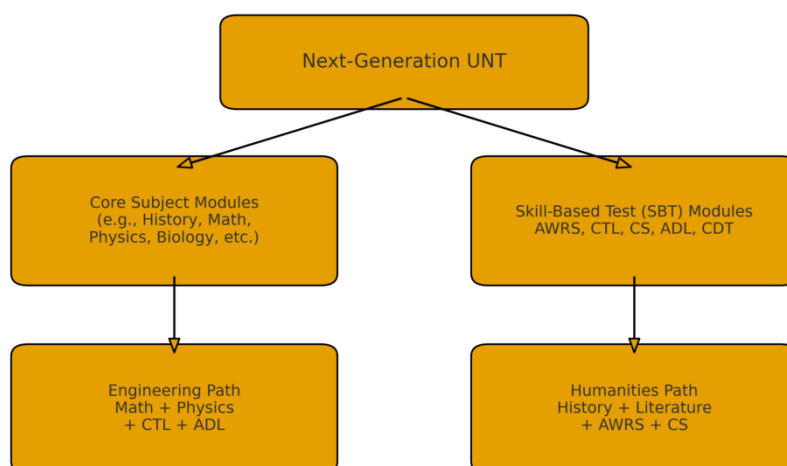 Next-Generation UNT
Core Subject Modules
(e.g., History, Math,
Physics, Biology, etc.)
Skill-Based Test (SBT) Modules
AWRS, CTL, CS, ADL, CDT
Engineering Path
Math + Physics
+ CTL + ADL
Humanities Path
History + Literature
+ AWRS + CS